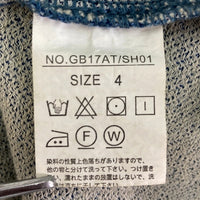 NO.GB17AT/SH01
SIZE 4
F W
染料の性質上色落ちがありますので、
他の物と分けて洗って下さい。つけ置き
、濡れたままの放置はしないで下さい。